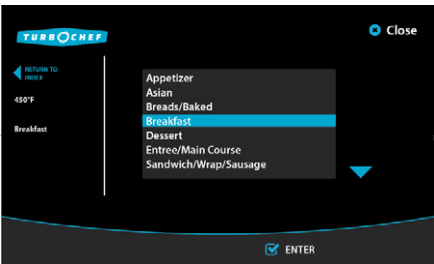 TURBOCHEF
Close
RETURN TO
INDEX
450°F
Breakfast
Appetizer
Asian
Breads/Baked
Breakfast
Dessert
Entree/Main Course
Sandwich/Wrap/Sausage
ENTER